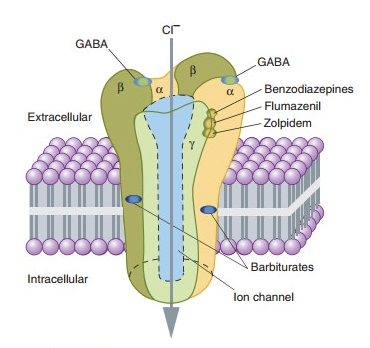 Cl⁻
GABA
β
α
β
α
GABA
Benzodiazepines
Flumazenil
Zolpidem
Extracellular
γ
Intracellular
Barbiturates
Ion channel